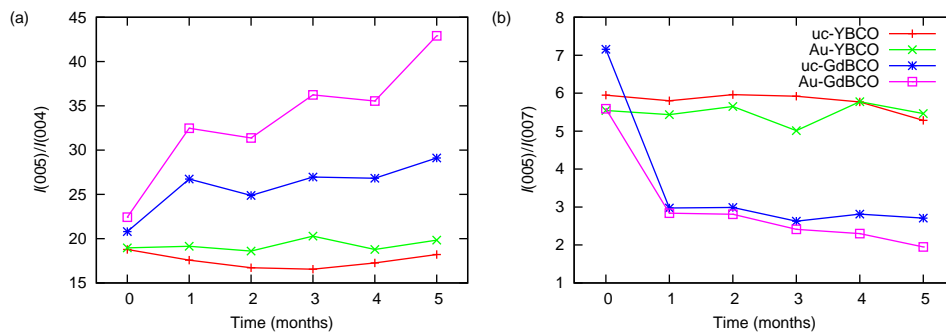 (a)
45
40
35
30
25
20
15
I(005)/I(004)
0 1 2 3 4 5
Time (months)
(b)
8
7
6
5
4
3
2
1
I(005)/I(007)
uc-YBCO
Au-YBCO
uc-GdBCO
Au-GdBCO
0 1 2 3 4 5
Time (months)